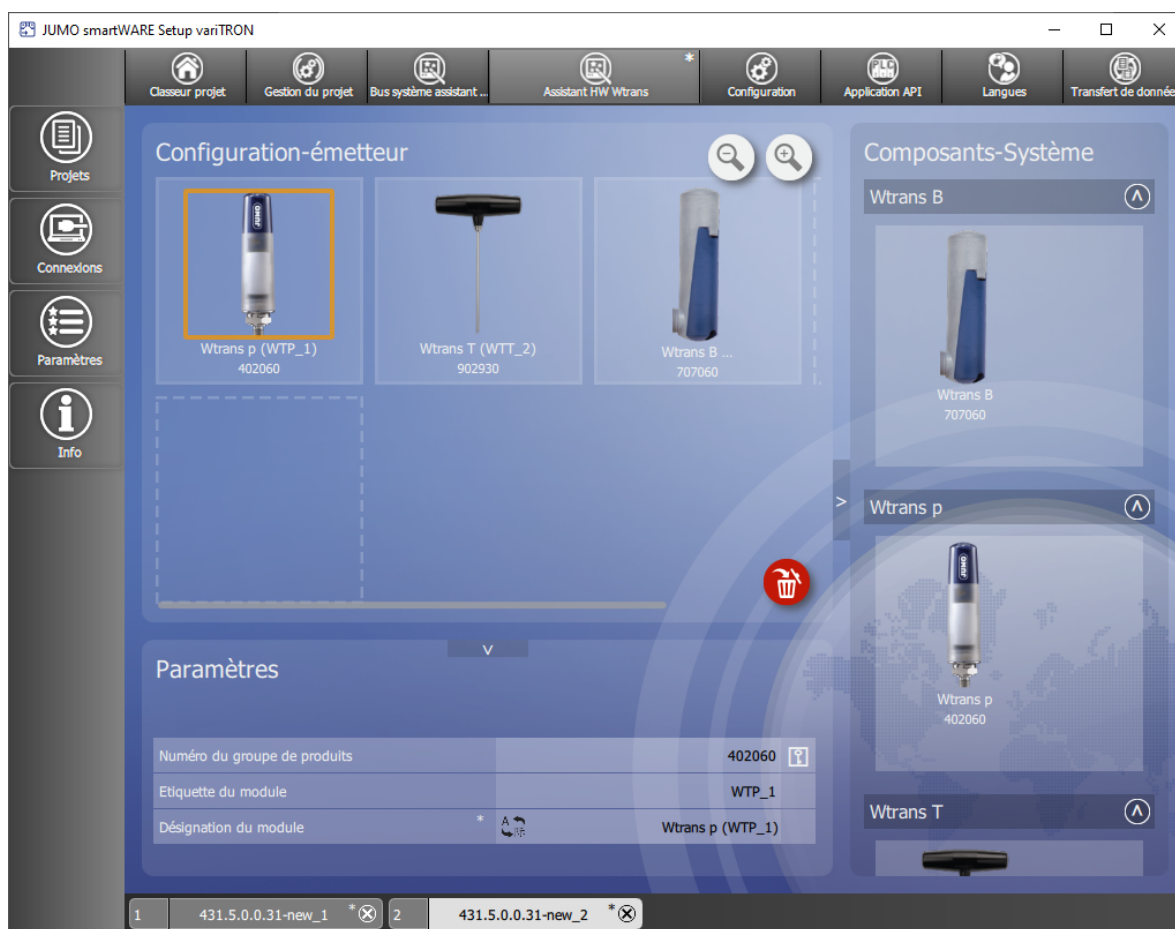 JUMO smartWARE Setup variTRON
Classeur projet
Gestion du projet
Bus système assistant ...
Assistant HW Wtrans
*
Configuration
PLC
Application API
Langues
Transfert de donnée
Projets
Connexions
Paramètres
Info
Configuration-émetteur
JUMO
Wtrans p (WTP_1)
402060
Wtrans T (WTT_2)
902930
Wtrans B ...
707060
>
Composants-Système
Wtrans B
Wtrans B
707060
Wtrans p
JUMO
Wtrans p
402060
Wtrans T
v
Paramètres
Numéro du groupe de produits 402060
Etiquette du module WTP_1
Désignation du module * Wtrans p (WTP_1)
1 431.5.0.0.31-new_1 * 2 431.5.0.0.31-new_2 *